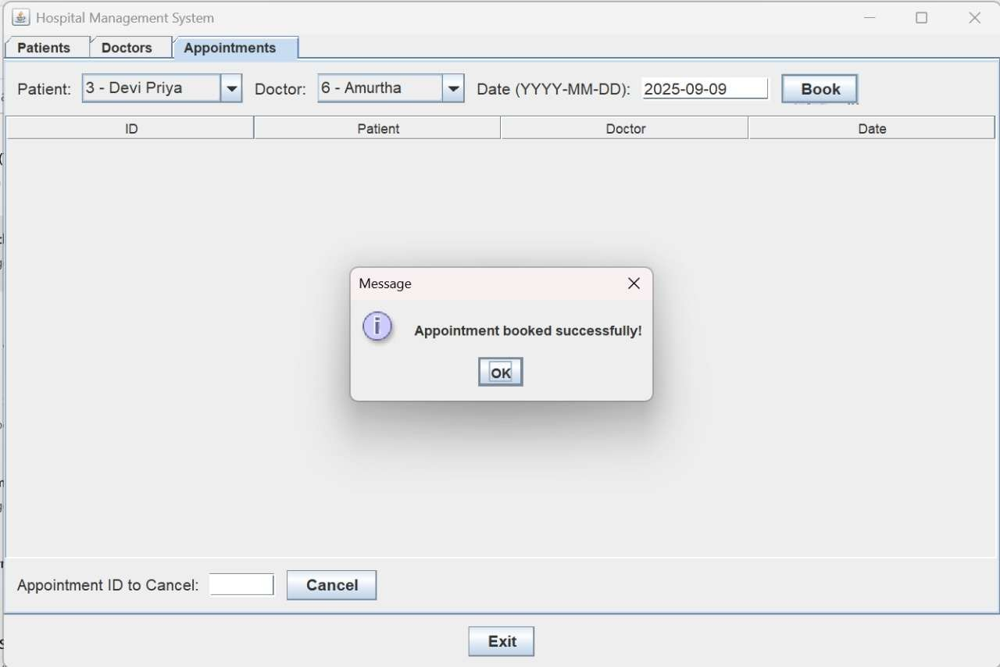 Hospital Management System
Patients Doctors Appointments
Patient: 3 - Devi Priya Doctor: 6 - Amurtha Date (YYYY-MM-DD): 2025-09-09 Book
ID Patient Doctor Date
Message
Appointment booked successfully!
OK
Appointment ID to Cancel: Cancel
Exit